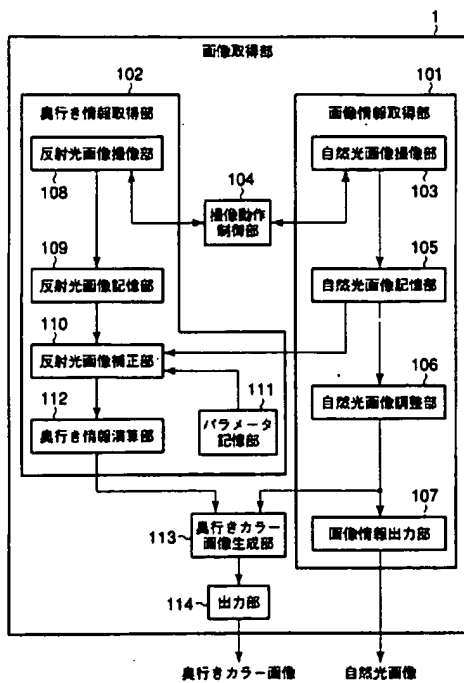 1
画像取得部
102
奥行き情報取得部
反射光画像撮像部
108
109
反射光画像記憶部
110
反射光画像補正部
112
奥行き情報演算部
111
パラメータ
記憶部
104
撮像動作
制御部
101
画像情報取得部
自然光画像撮像部
103
105
自然光画像記憶部
106
自然光画像調整部
107
画像情報出力部
113
奥行きカラー
画像生成部
114
出力部
奥行きカラー画像
自然光画像